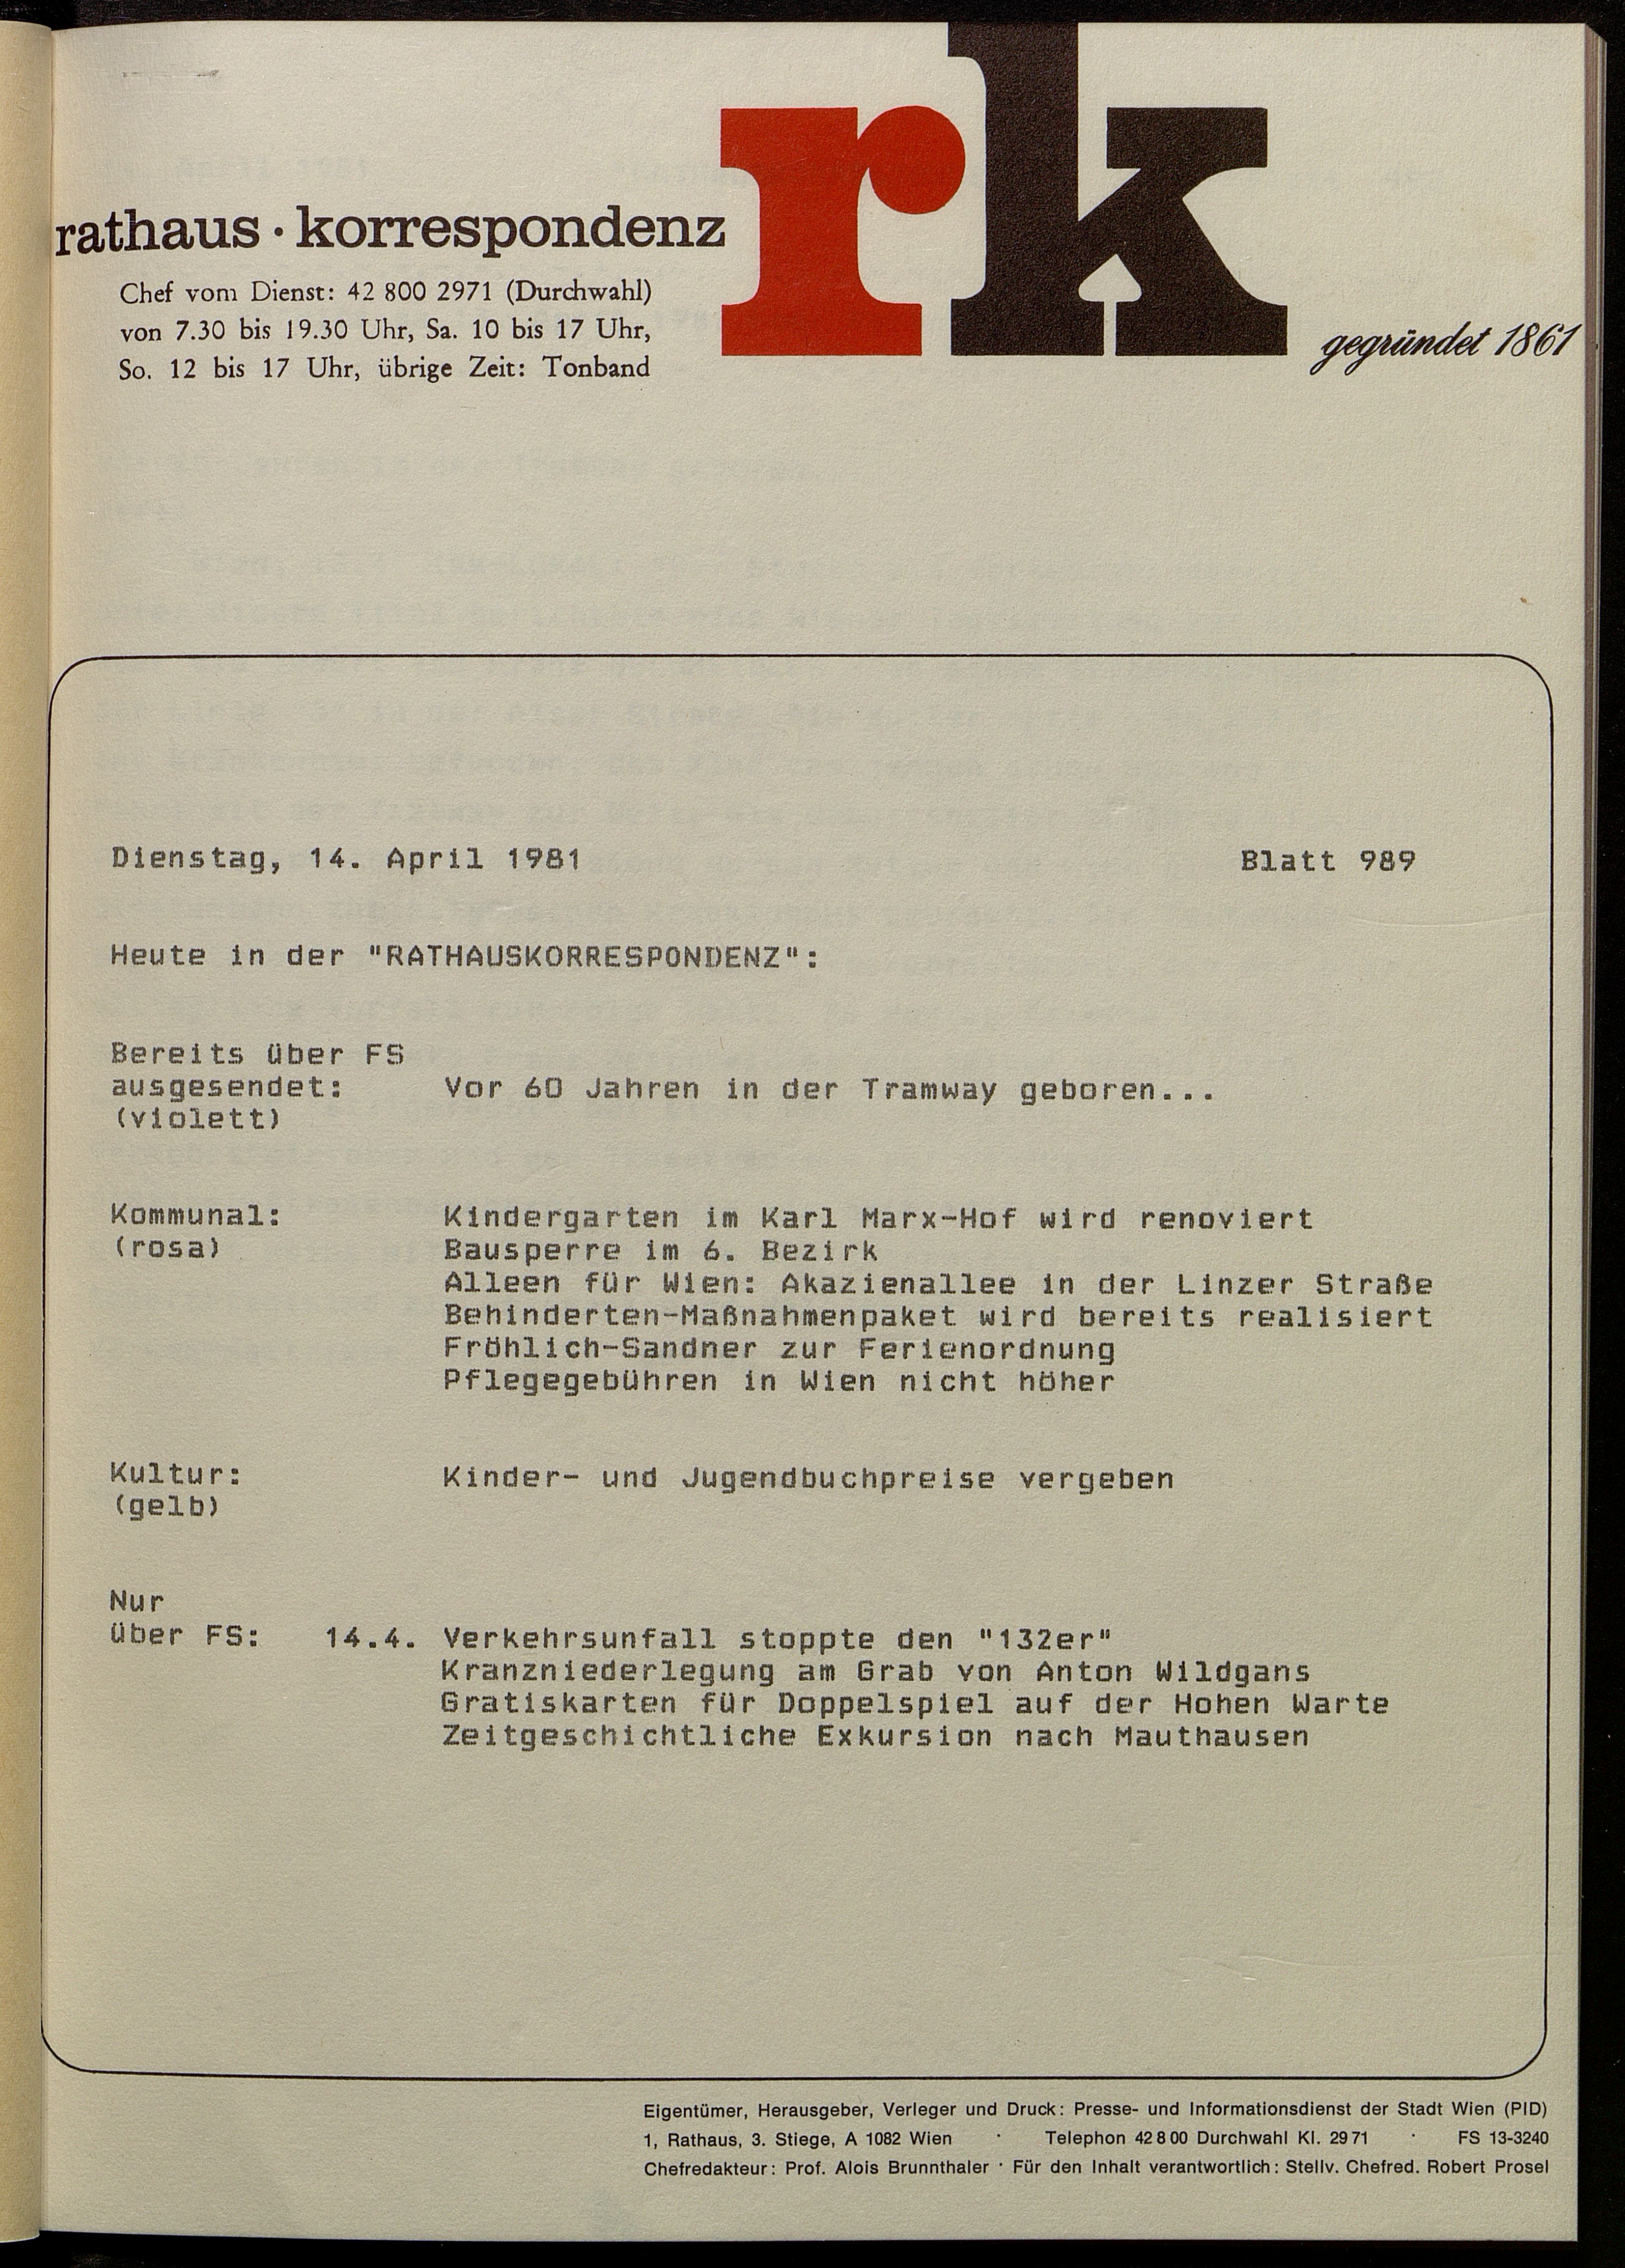 rk
rathaus · korrespondenz
Chef vom Dienst: 42 800 2971 (Durchwahl)
von 7.30 bis 19.30 Uhr, Sa. 10 bis 17 Uhr,
So. 12 bis 17 Uhr, übrige Zeit: Tonband
gegründet 1861
Dienstag, 14. April 1981 Blatt 989
Heute in der "RATHAUSKORRESPONDENZ":
Bereits über FS
ausgesendet: Vor 60 Jahren in der Tramway geboren...
(violett)
Kommunal: Kindergarten im Karl Marx-Hof wird renoviert
(rosa) Bausperre im 6. Bezirk
Alleen für Wien: Akazienallee in der Linzer Straße
Behinderten-Maßnahmenpaket wird bereits realisiert
Fröhlich-Sandner zur Ferienordnung
Pflegegebühren in Wien nicht höher
Kultur: Kinder- und Jugendbuchpreise vergeben
(gelb)
Nur
über FS: 14.4. Verkehrsunfall stoppte den "132er"
Kranzniederlegung am Grab von Anton Wildgans
Gratiskarten für Doppelspiel auf der Hohen Warte
Zeitgeschichtliche Exkursion nach Mauthausen
Eigentümer, Herausgeber, Verleger und Druck: Presse- und Informationsdienst der Stadt Wien (PID)
1, Rathaus, 3. Stiege, A 1082 Wien · Telephon 42 8 00 Durchwahl Kl. 29 71 · FS 13-3240
Chefredakteur: Prof. Alois Brunnthaler · Für den Inhalt verantwortlich: Stellv. Chefred. Robert Prosel